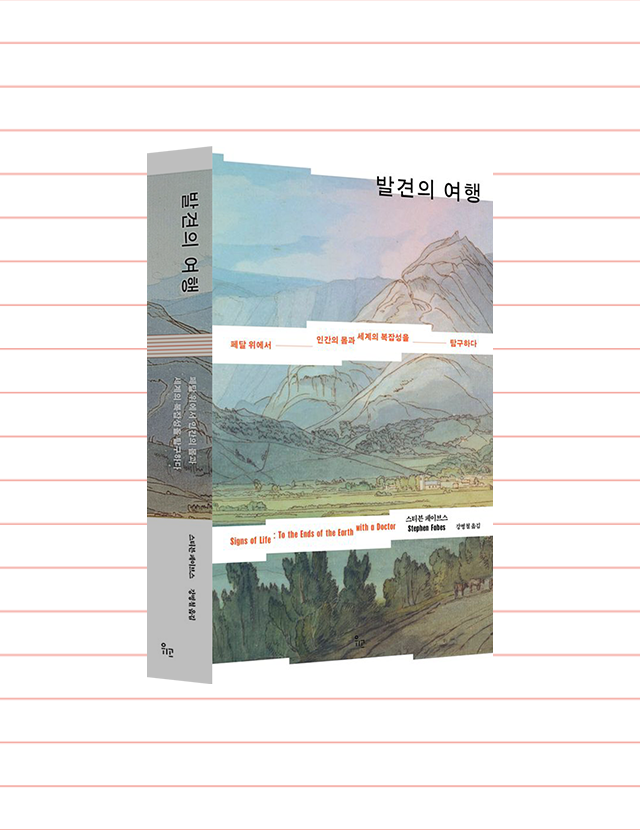 발견의 여행
페달 위에서 인간의 몸과 세계의 복잡성을 탐구하다
Signs of Life : To the Ends of the Earth with a Doctor
스티븐 페이브스
Stephen Fabes
강병철 옮김
발견의 여행
페달 위에서 인간의 몸과
세계의 복잡성을 탐구하다
스티븐 페이브스
강병철 옮김